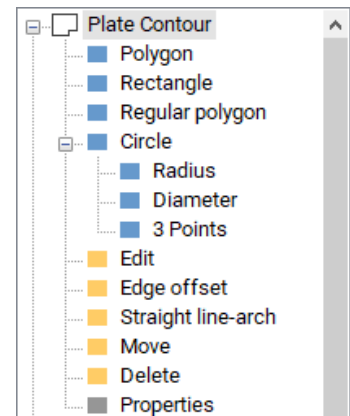 Plate Contour
Polygon
Rectangle
Regular polygon
Circle
Radius
Diameter
3 Points
Edit
Edge offset
Straight line-arch
Move
Delete
Properties